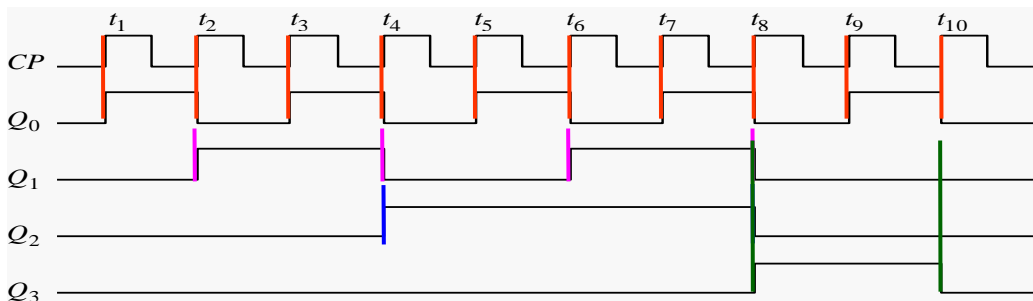 t₁ t₂ t₃ t₄ t₅ t₆ t₇ t₈ t₉ t₁₀
CP
Q₀
Q₁
Q₂
Q₃